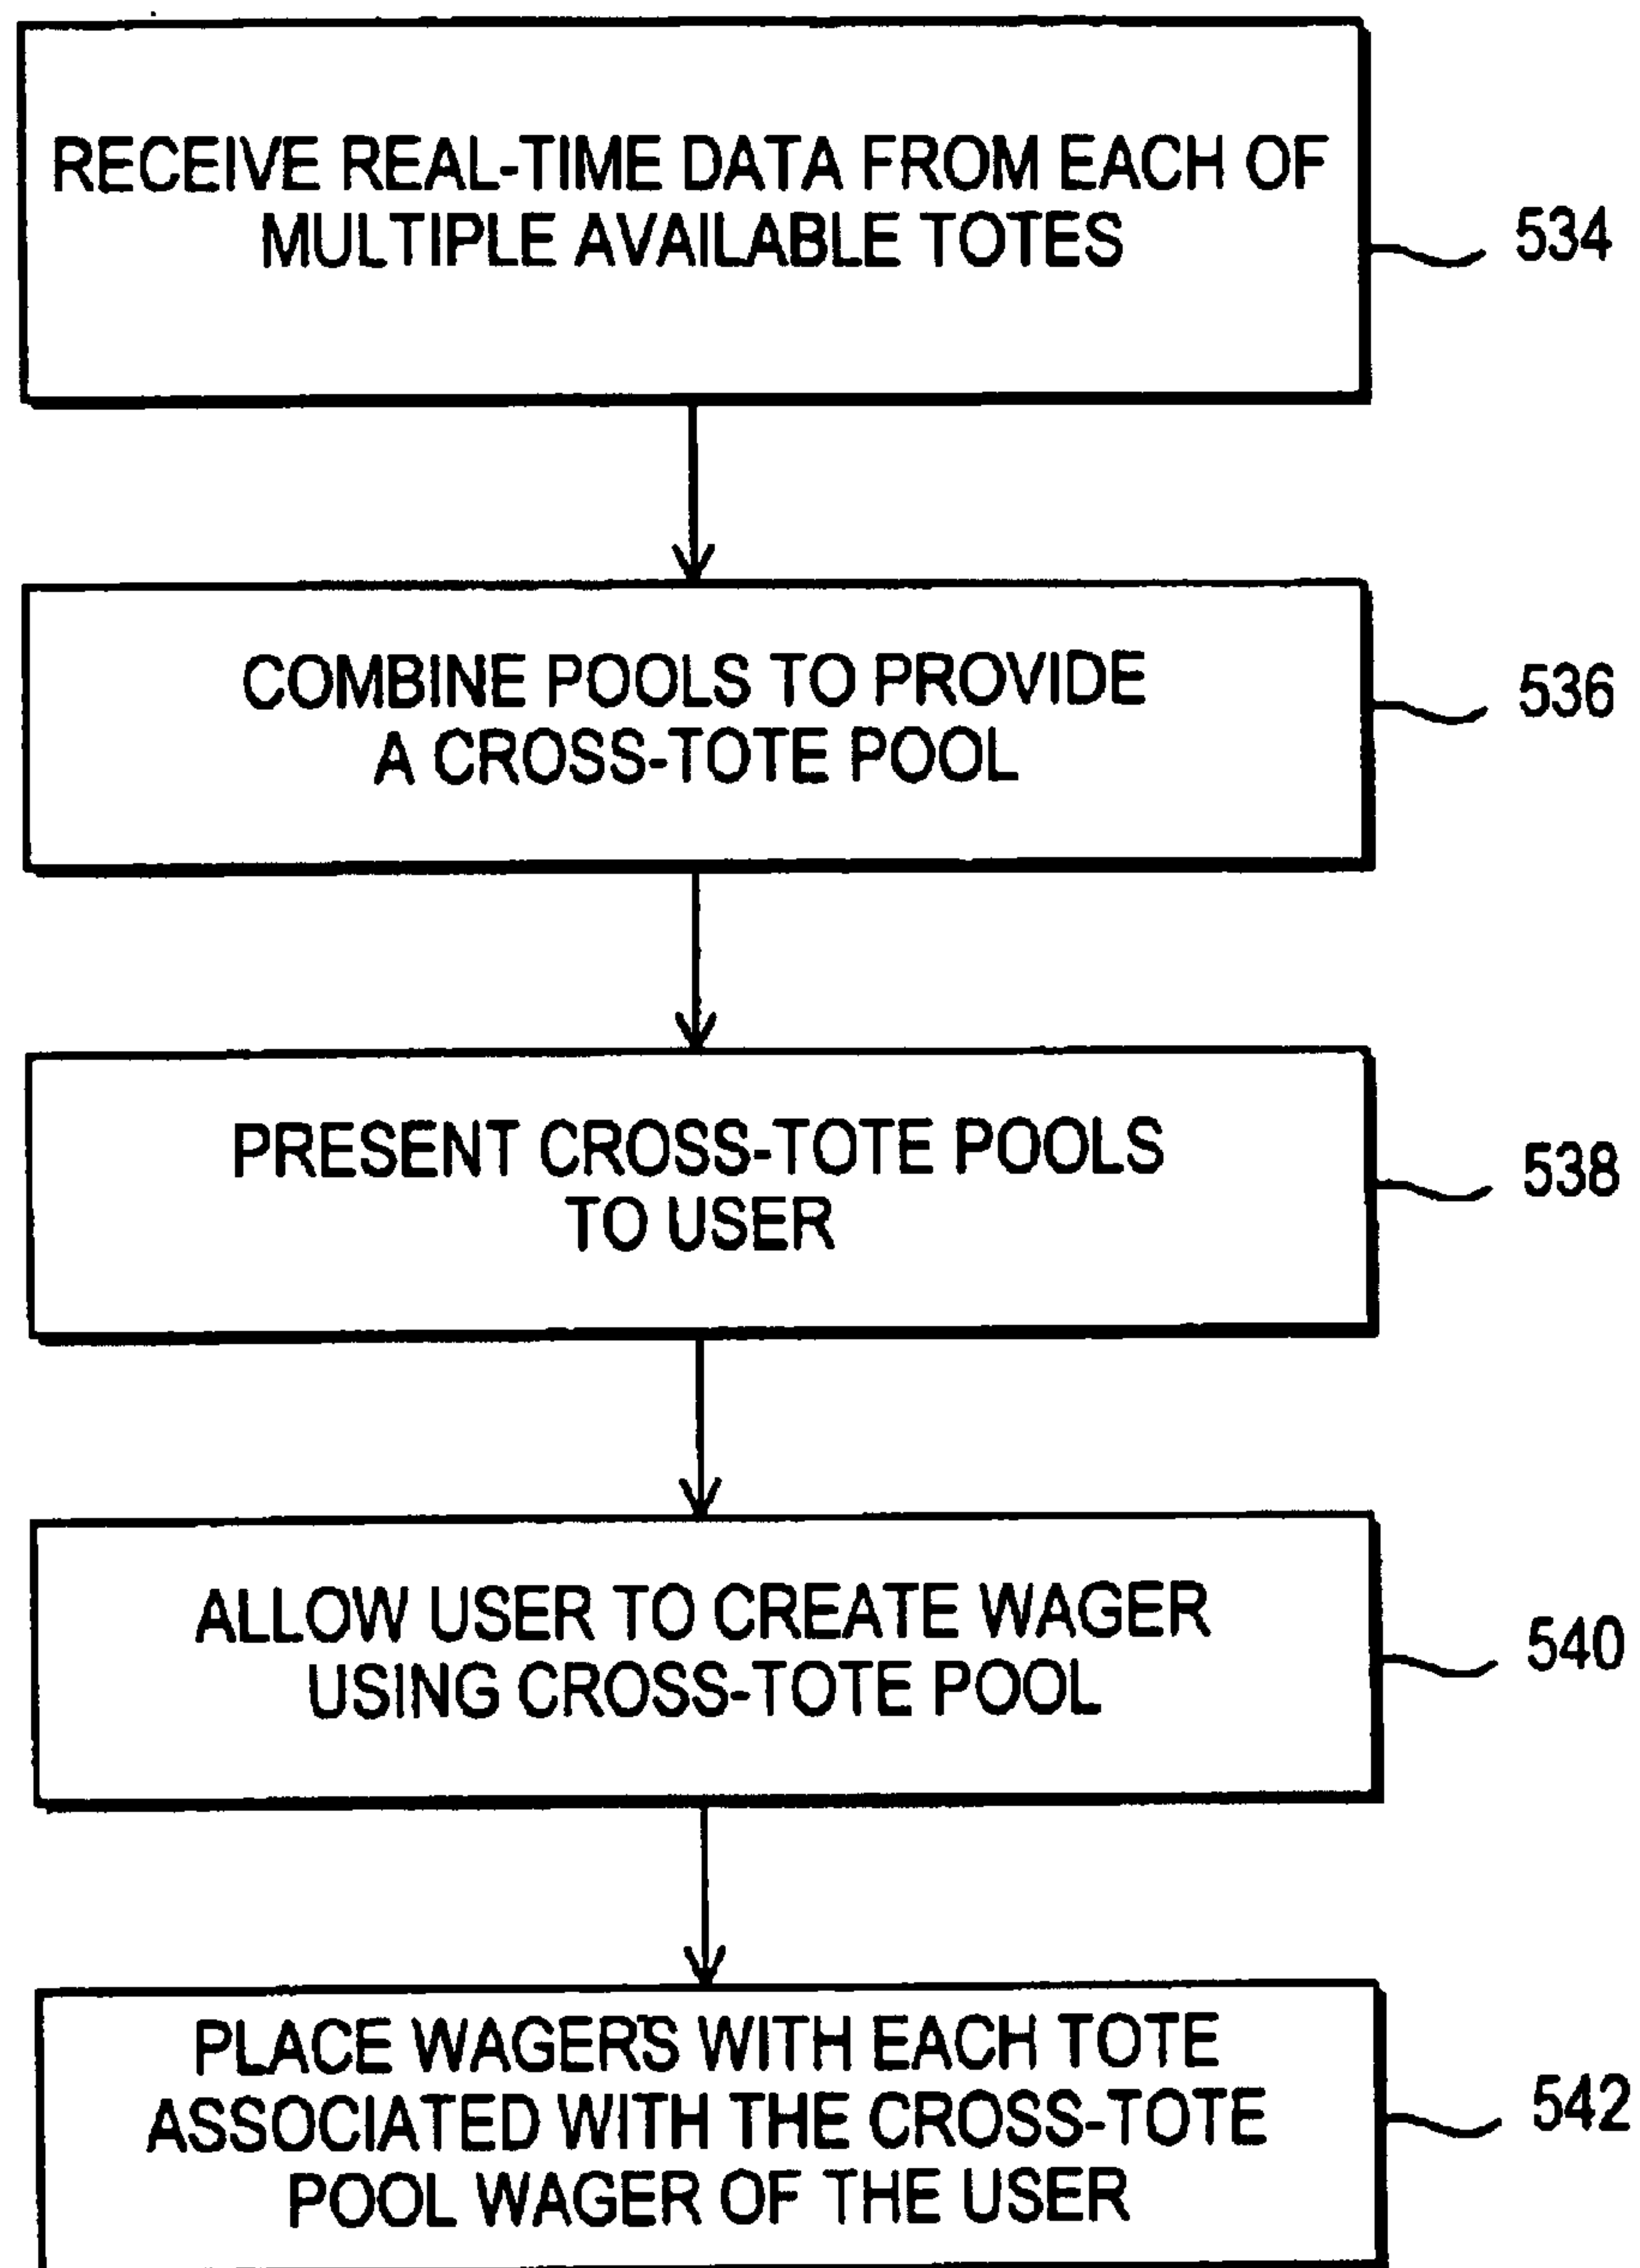 RECEIVE REAL-TIME DATA FROM EACH OF
MULTIPLE AVAILABLE TOTES
534
COMBINE POOLS TO PROVIDE
A CROSS-TOTE POOL
536
PRESENT CROSS-TOTE POOLS
TO USER
538
ALLOW USER TO CREATE WAGER
USING CROSS-TOTE POOL
540
PLACE WAGERS WITH EACH TOTE
ASSOCIATED WITH THE CROSS-TOTE
POOL WAGER OF THE USER
542